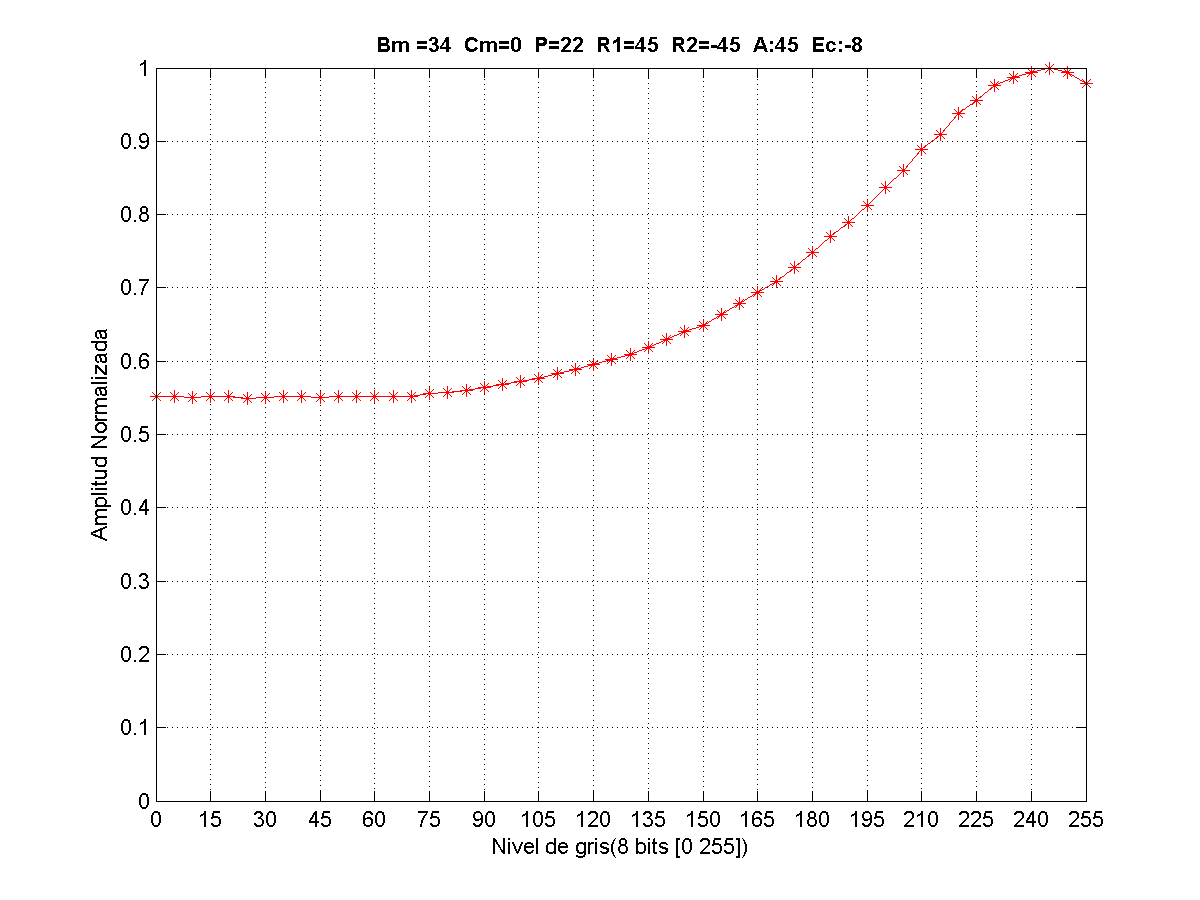 Bm =34 Cm=0 P=22 R1=45 R2=-45 A:45 Ec:-8
1
0.9
0.8
0.7
0.6
0.5
0.4
0.3
0.2
0.1
0
Amplitud Normalizada
0 15 30 45 60 75 90 105 120 135 150 165 180 195 210 225 240 255
Nivel de gris(8 bits [0 255])